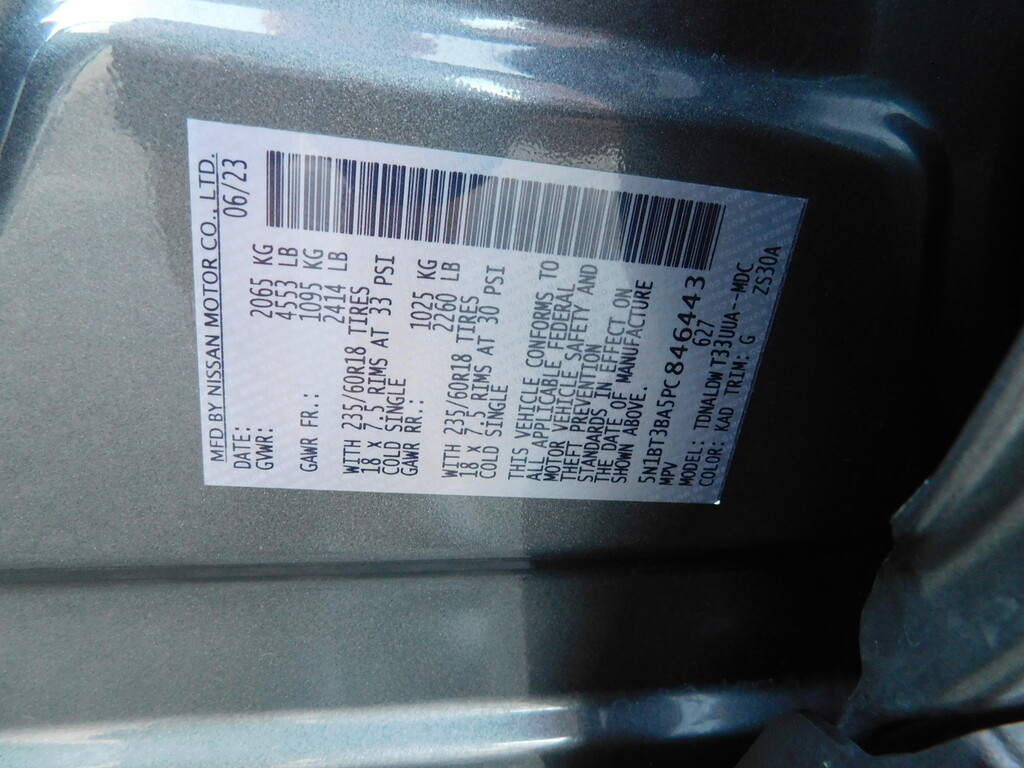 MFD BY NISSAN MOTOR CO., LTD.
DATE: 06/23
GVWR: 2065 KG
4553 LB
GAWR FR.: 1095 KG
2414 LB
WITH 235/60R18 TIRES
18 X 7.5 RIMS AT 33 PSI
COLD SINGLE
GAWR RR.: 1025 KG
2260 LB
WITH 235/60R18 TIRES
18 X 7.5 RIMS AT 30 PSI
COLD SINGLE
THIS VEHICLE CONFORMS TO
ALL APPLICABLE FEDERAL
MOTOR VEHICLE SAFETY AND
THEFT PREVENTION
STANDARDS IN EFFECT ON
THE DATE OF MANUFACTURE
SHOWN ABOVE.
5N1BT3BA5PC846443
MPV 627
MODEL: TDNALDW T33UUA--MDC
COLOR: KAD TRIM: G ZS30A